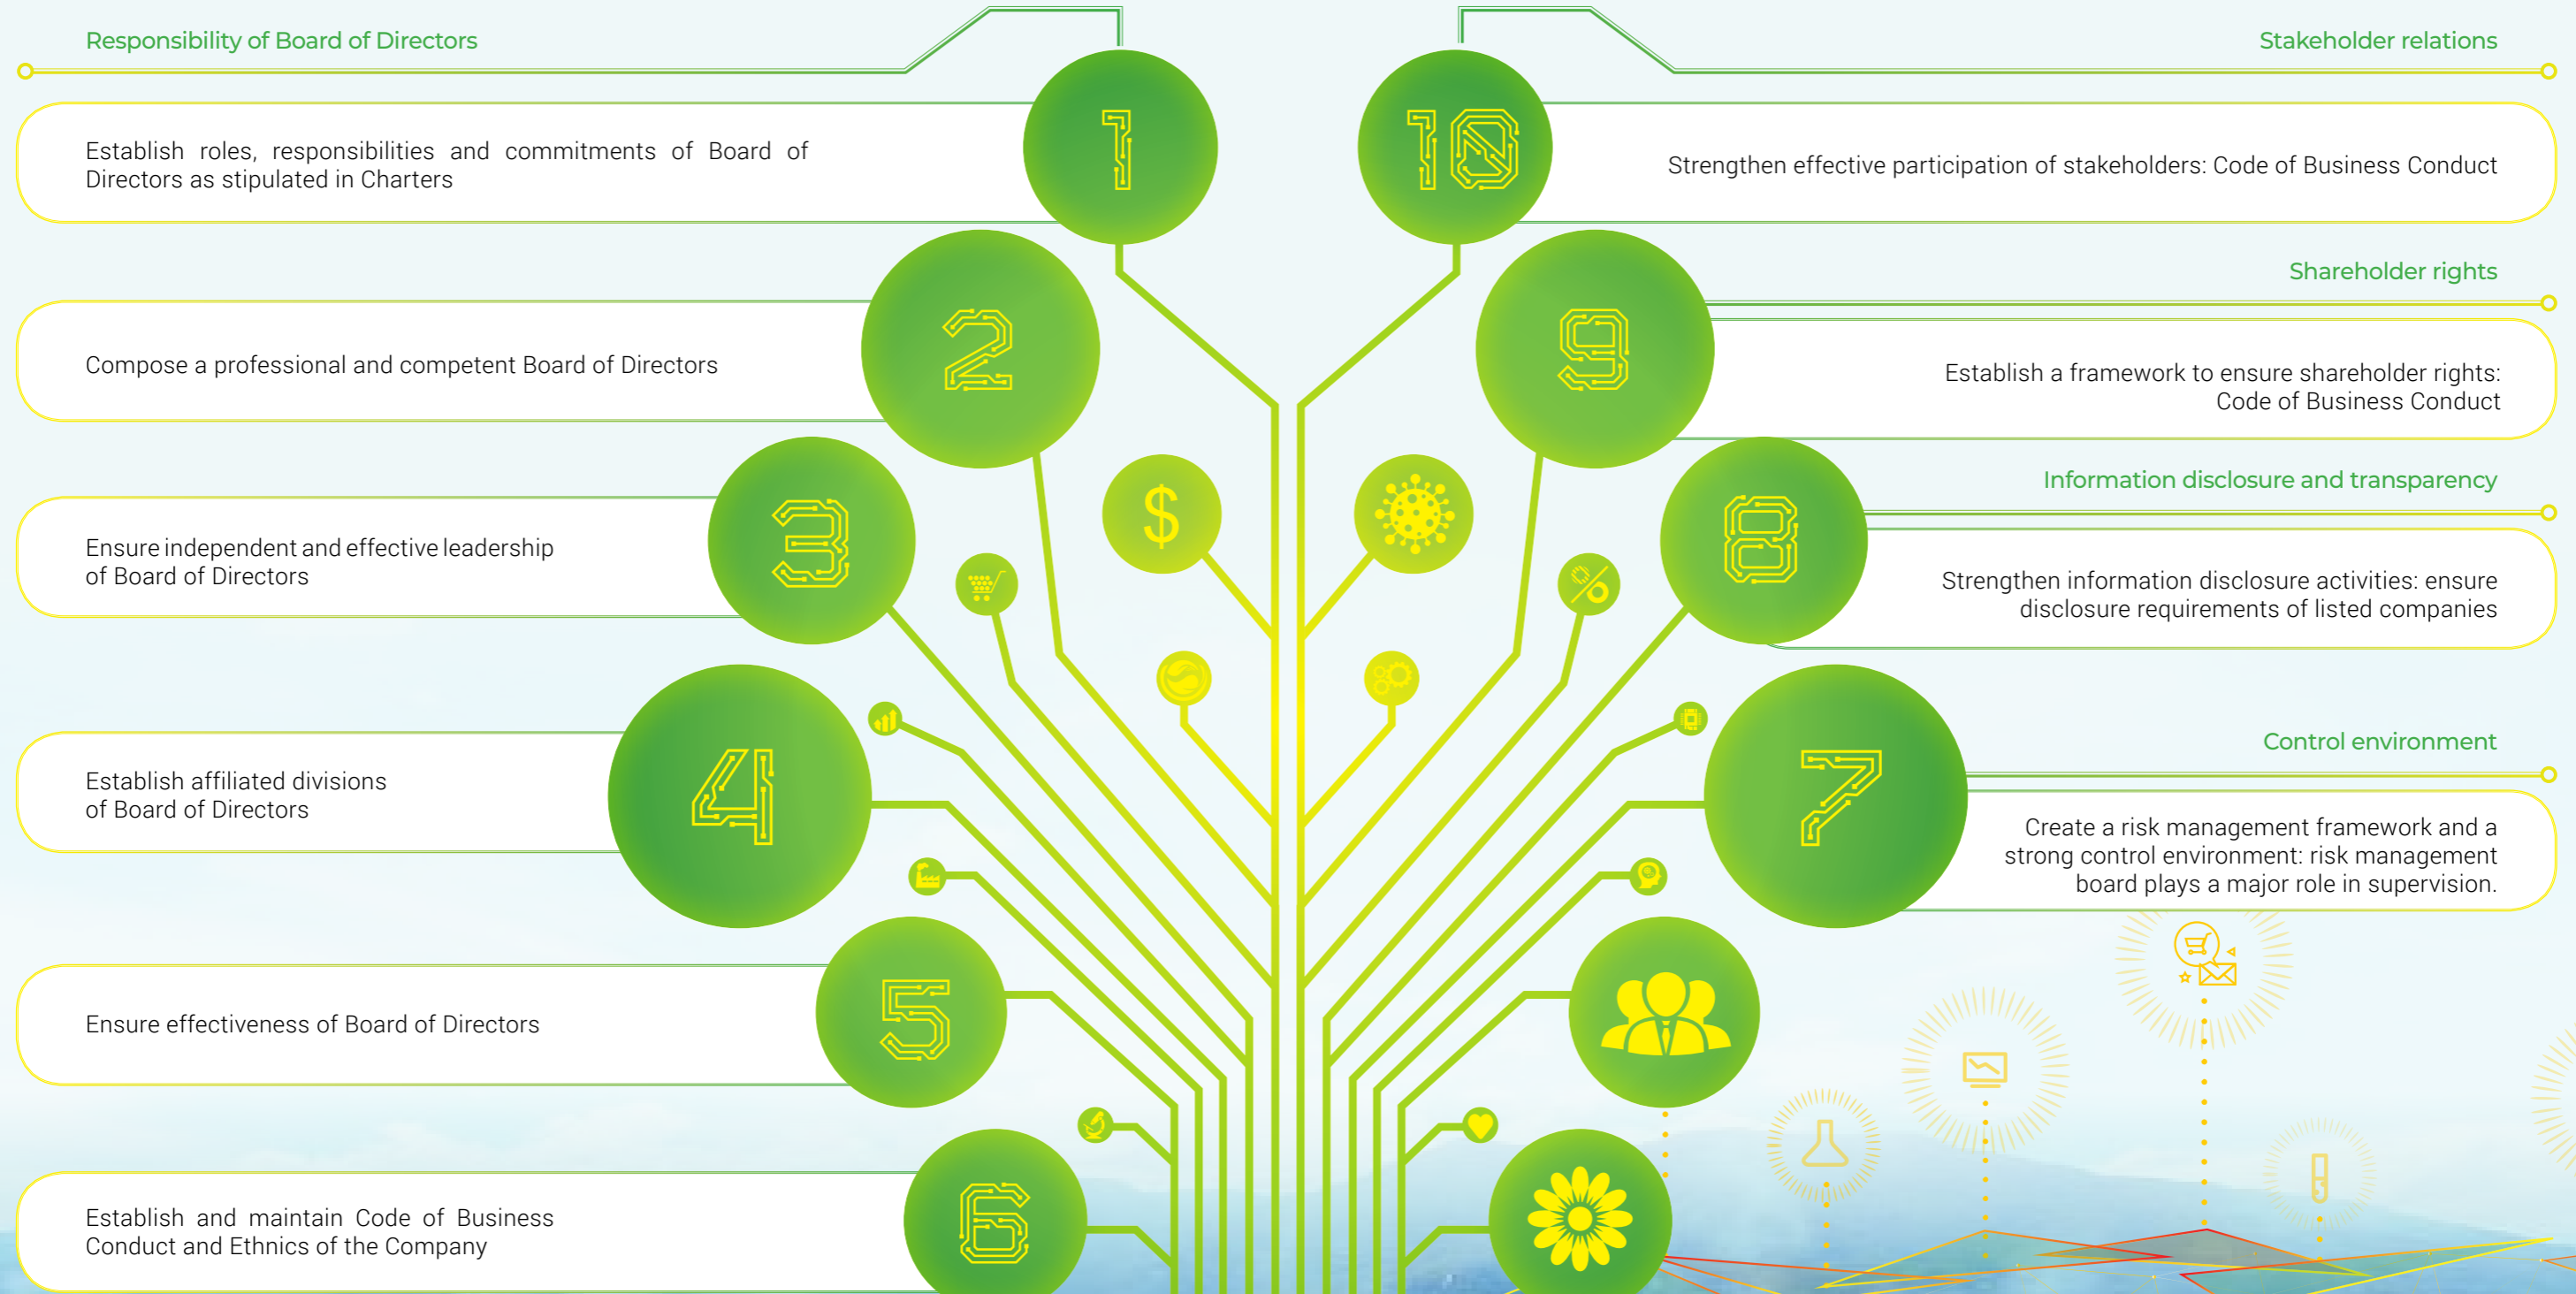 Responsibility of Board of Directors
1
Establish roles, responsibilities and commitments of Board of
Directors as stipulated in Charters
2
Compose a professional and competent Board of Directors
3
Ensure independent and effective leadership
of Board of Directors
4
Establish affiliated divisions
of Board of Directors
5
Ensure effectiveness of Board of Directors
6
Establish and maintain Code of Business
Conduct and Ethnics of the Company
Stakeholder relations
10
Strengthen effective participation of stakeholders: Code of Business Conduct
Shareholder rights
9
Establish a framework to ensure shareholder rights:
Code of Business Conduct
Information disclosure and transparency
8
Strengthen information disclosure activities: ensure
disclosure requirements of listed companies
Control environment
7
Create a risk management framework and a
strong control environment: risk management
board plays a major role in supervision.
$
%